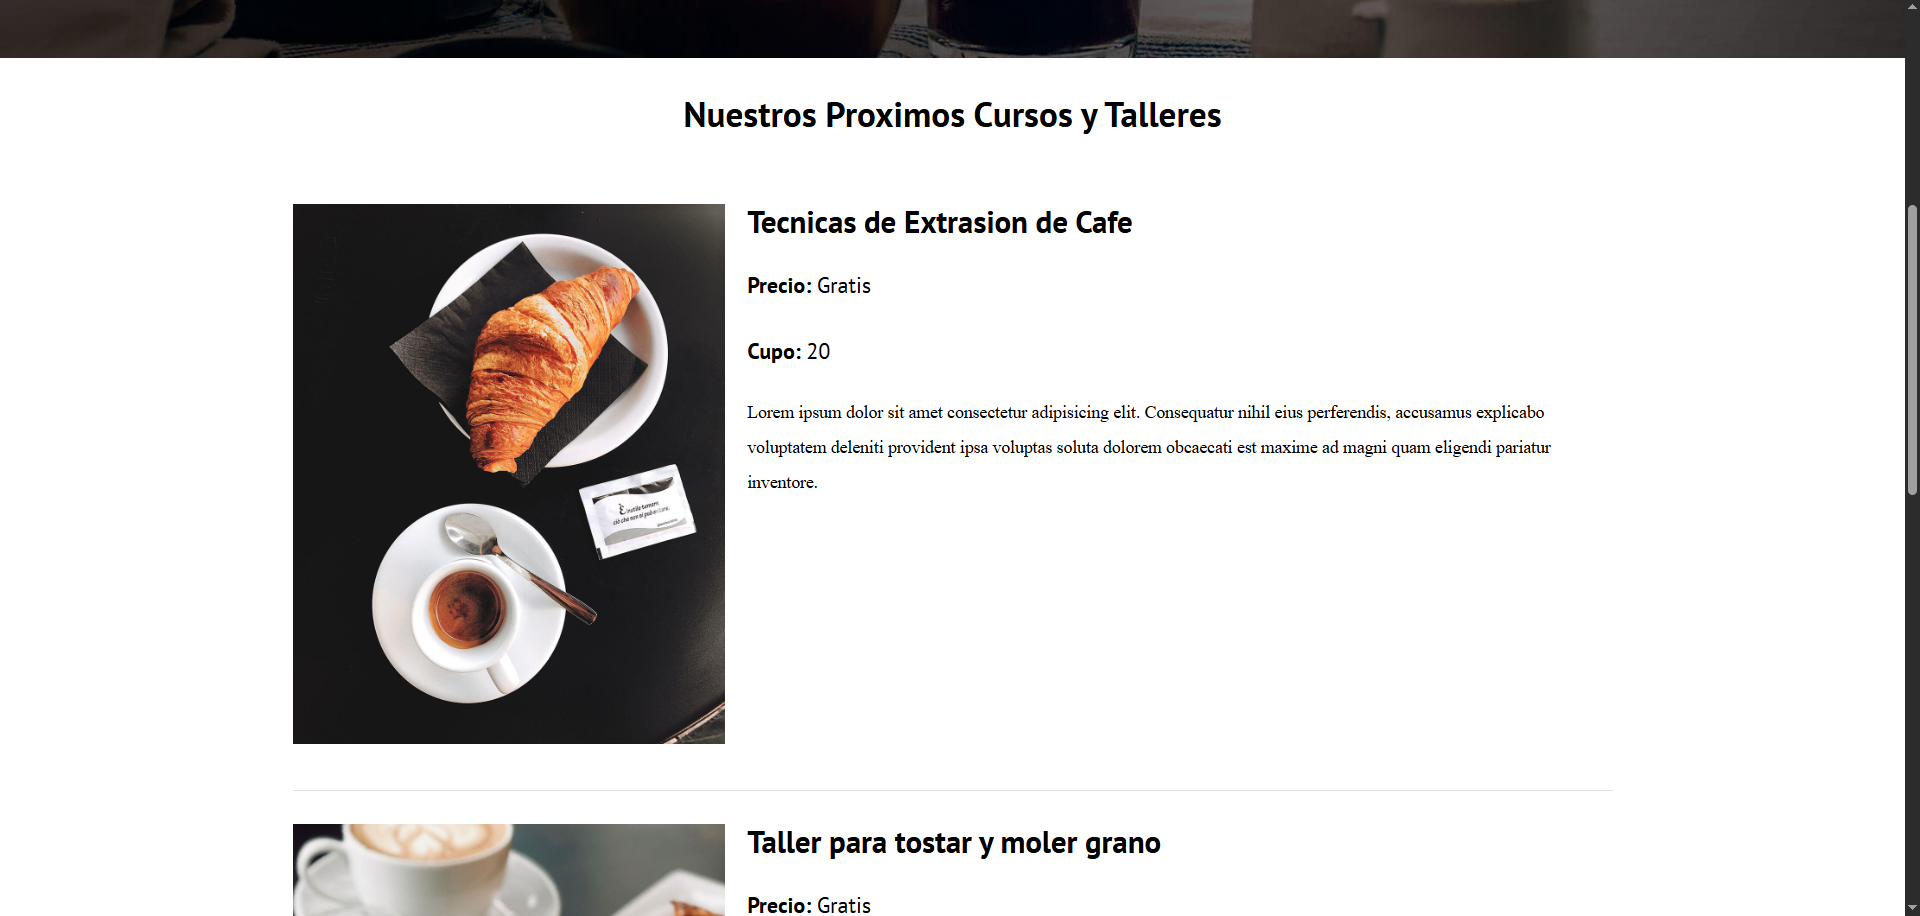 Nuestros Proximos Cursos y Talleres
Tecnicas de Extrasion de Cafe
Precio: Gratis
Cupo: 20
Lorem ipsum dolor sit amet consectetur adipisicing elit. Consequatur nihil eius perferendis, accusamus explicabo
voluptatem deleniti provident ipsa voluptas soluta dolorem obcaecati est maxime ad magni quam eligendi pariatur
inventore.
Taller para tostar y moler grano
Precio: Gratis